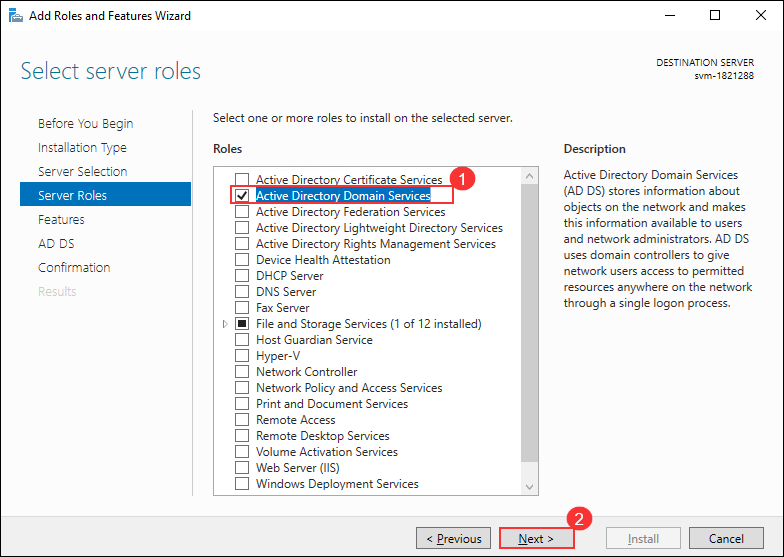 Add Roles and Features Wizard
Select server roles
DESTINATION SERVER
svm-1821288
Before You Begin
Installation Type
Server Selection
Server Roles
Features
AD DS
Confirmation
Results
Select one or more roles to install on the selected server.
Roles
Active Directory Certificate Services
1
Active Directory Domain Services
Active Directory Federation Services
Active Directory Lightweight Directory Services
Active Directory Rights Management Services
Device Health Attestation
DHCP Server
DNS Server
Fax Server
File and Storage Services (1 of 12 installed)
Host Guardian Service
Hyper-V
Network Controller
Network Policy and Access Services
Print and Document Services
Remote Access
Remote Desktop Services
Volume Activation Services
Web Server (IIS)
Windows Deployment Services
Description
Active Directory Domain Services
(AD DS) stores information about
objects on the network and makes
this information available to users
and network administrators. AD DS
uses domain controllers to give
network users access to permitted
resources anywhere on the network
through a single logon process.
2
< Previous
Next >
Install
Cancel